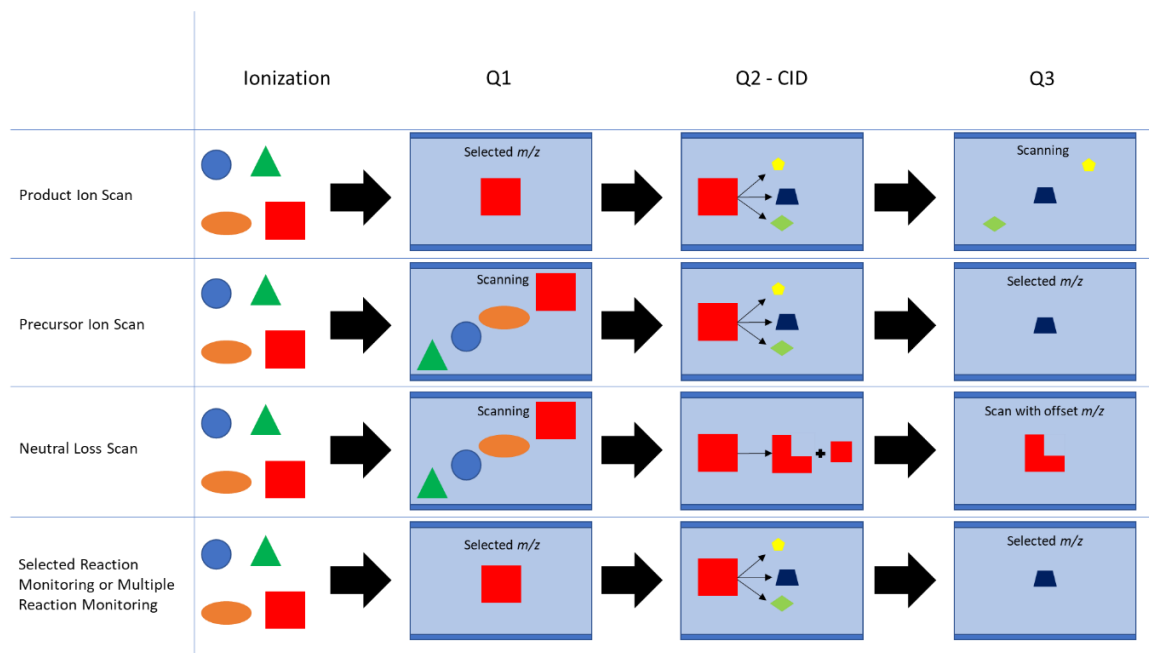 Ionization
Q1
Q2 - CID
Q3
Product Ion Scan
Selected m/z
Scanning
Precursor Ion Scan
Scanning
Selected m/z
Neutral Loss Scan
Scanning
Scan with offset m/z
Selected Reaction
Monitoring or Multiple
Reaction Monitoring
Selected m/z
Selected m/z